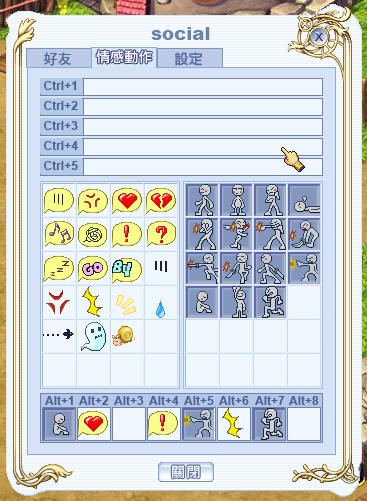 social
X
好友 情感動作 設定
Ctrl+1
Ctrl+2
Ctrl+3
Ctrl+4
Ctrl+5
!
?
ZZZ GO
Alt+1 Alt+2 Alt+3 Alt+4 Alt+5 Alt+6 Alt+7 Alt+8
!
關閉